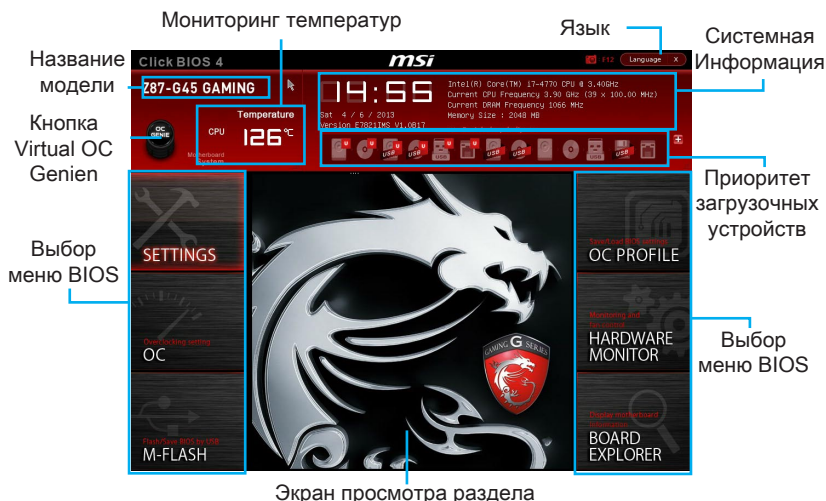 Мониторинг температур
Язык
Системная
Информация
Название
модели
Кнопка
Virtual OC
Genien
Click BIOS 4
msi
F12
Language X
Z87-G45 GAMING
14:55
Sat 4 / 6 / 2013
Version E7821IMS V1.0B17
Intel(R) Core(TM) i7-4770 CPU @ 3.40GHz
Current CPU Frequency 3.90 GHz (39 x 100.00 MHz)
Current DRAM Frequency 1066 MHz
Memory Size : 2048 MB
OC
GENIE
Temperature
CPU 126°C
Motherboard
System
U U U U U USB USB USB USB
Приоритет
загрузочных
устройств
Выбор
меню BIOS
SETTINGS
Overclocking setting
OC
Flash/Save BIOS by USB
M-FLASH
GAMING G SERIES
OC PROFILE
Monitoring and
HARDWARE
MONITOR
Display motherboard
BOARD
EXPLORER
Выбор
меню BIOS
Экран просмотра раздела